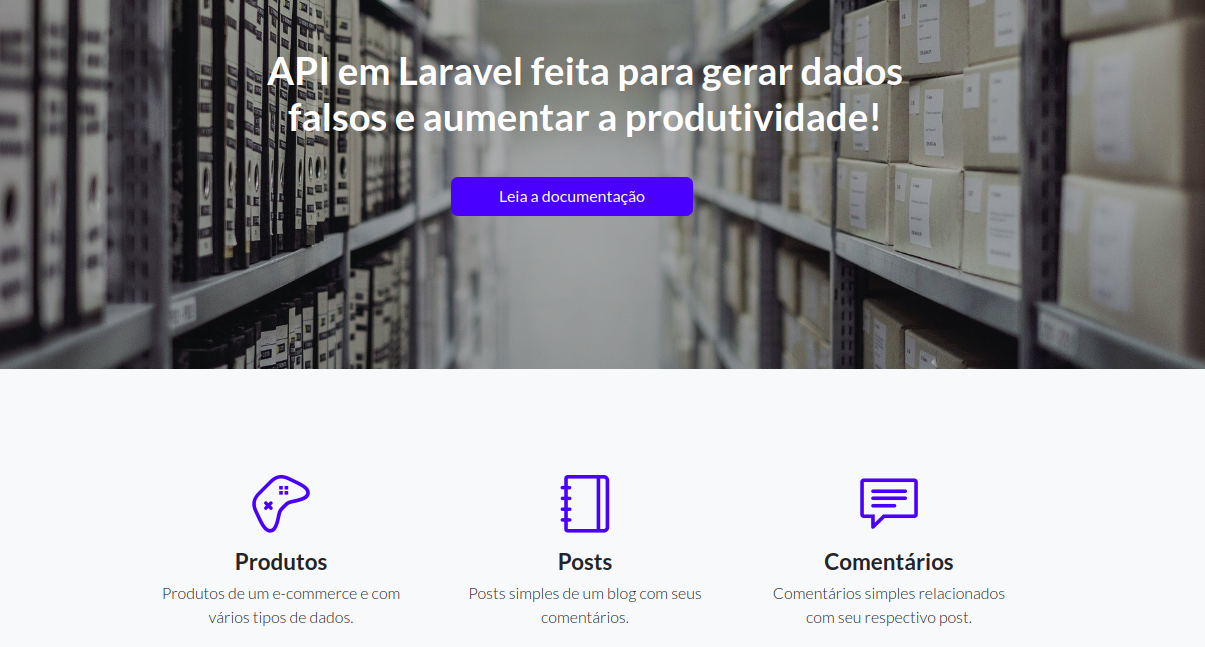 API em Laravel feita para gerar dados
falsos e aumentar a produtividade!
Leia a documentação
Produtos
Produtos de um e-commerce e com
vários tipos de dados.
Posts
Posts simples de um blog com seus
comentários.
Comentários
Comentários simples relacionados
com seu respectivo post.